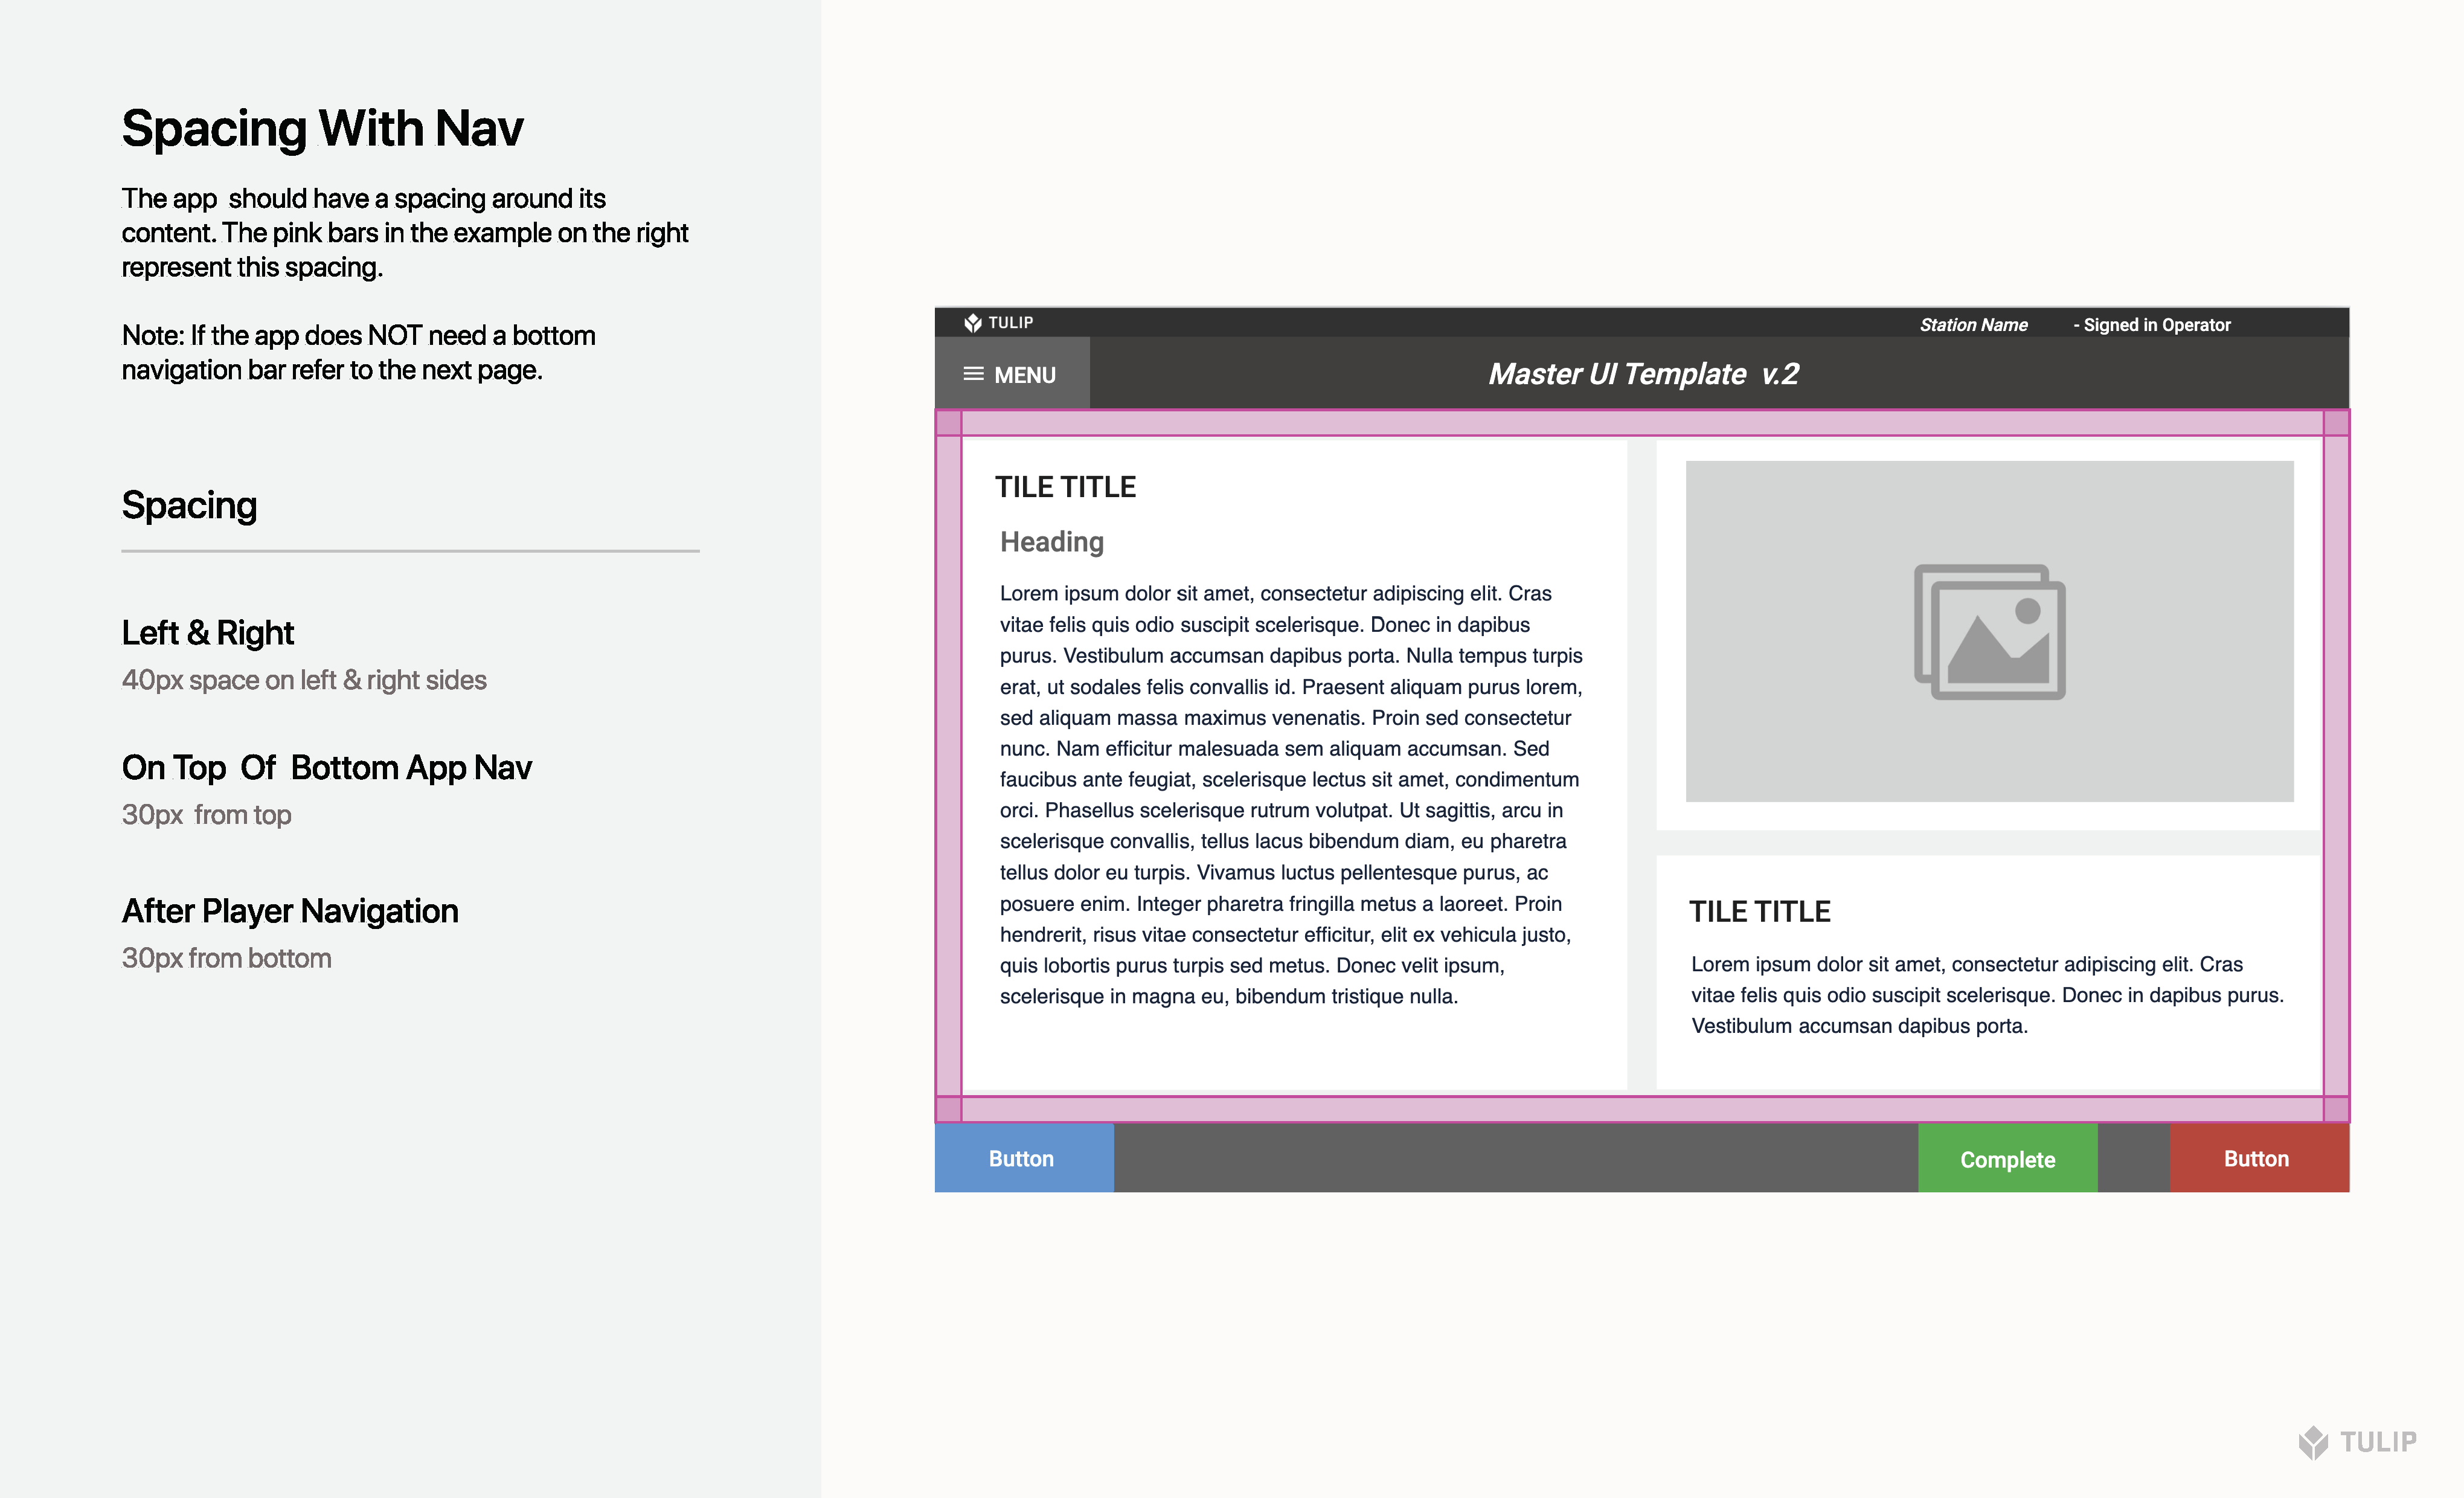 Spacing With Nav
The app should have a spacing around its
content. The pink bars in the example on the right
represent this spacing.
Note: If the app does NOT need a bottom
navigation bar refer to the next page.
Spacing
Left & Right
40px space on left & right sides
On Top Of Bottom App Nav
30px from top
After Player Navigation
30px from bottom
TULIP
Station Name - Signed in Operator
MENU
Master UI Template v.2
TILE TITLE
Heading
Lorem ipsum dolor sit amet, consectetur adipiscing elit. Cras
vitae felis quis odio suscipit scelerisque. Donec in dapibus
purus. Vestibulum accumsan dapibus porta. Nulla tempus turpis
erat, ut sodales felis convallis id. Praesent aliquam purus lorem,
sed aliquam massa maximus venenatis. Proin sed consectetur
nunc. Nam efficitur malesuada sem aliquam accumsan. Sed
faucibus ante feugiat, scelerisque lectus sit amet, condimentum
orci. Phasellus scelerisque rutrum volutpat. Ut sagittis, arcu in
scelerisque convallis, tellus lacus bibendum diam, eu pharetra
tellus dolor eu turpis. Vivamus luctus pellentesque purus, ac
posuere enim. Integer pharetra fringilla metus a laoreet. Proin
hendrerit, risus vitae consectetur efficitur, elit ex vehicula justo,
quis lobortis purus turpis sed metus. Donec velit ipsum,
scelerisque in magna eu, bibendum tristique nulla.
TILE TITLE
Lorem ipsum dolor sit amet, consectetur adipiscing elit. Cras
vitae felis quis odio suscipit scelerisque. Donec in dapibus purus.
Vestibulum accumsan dapibus porta.
Button
Complete
Button
TULIP